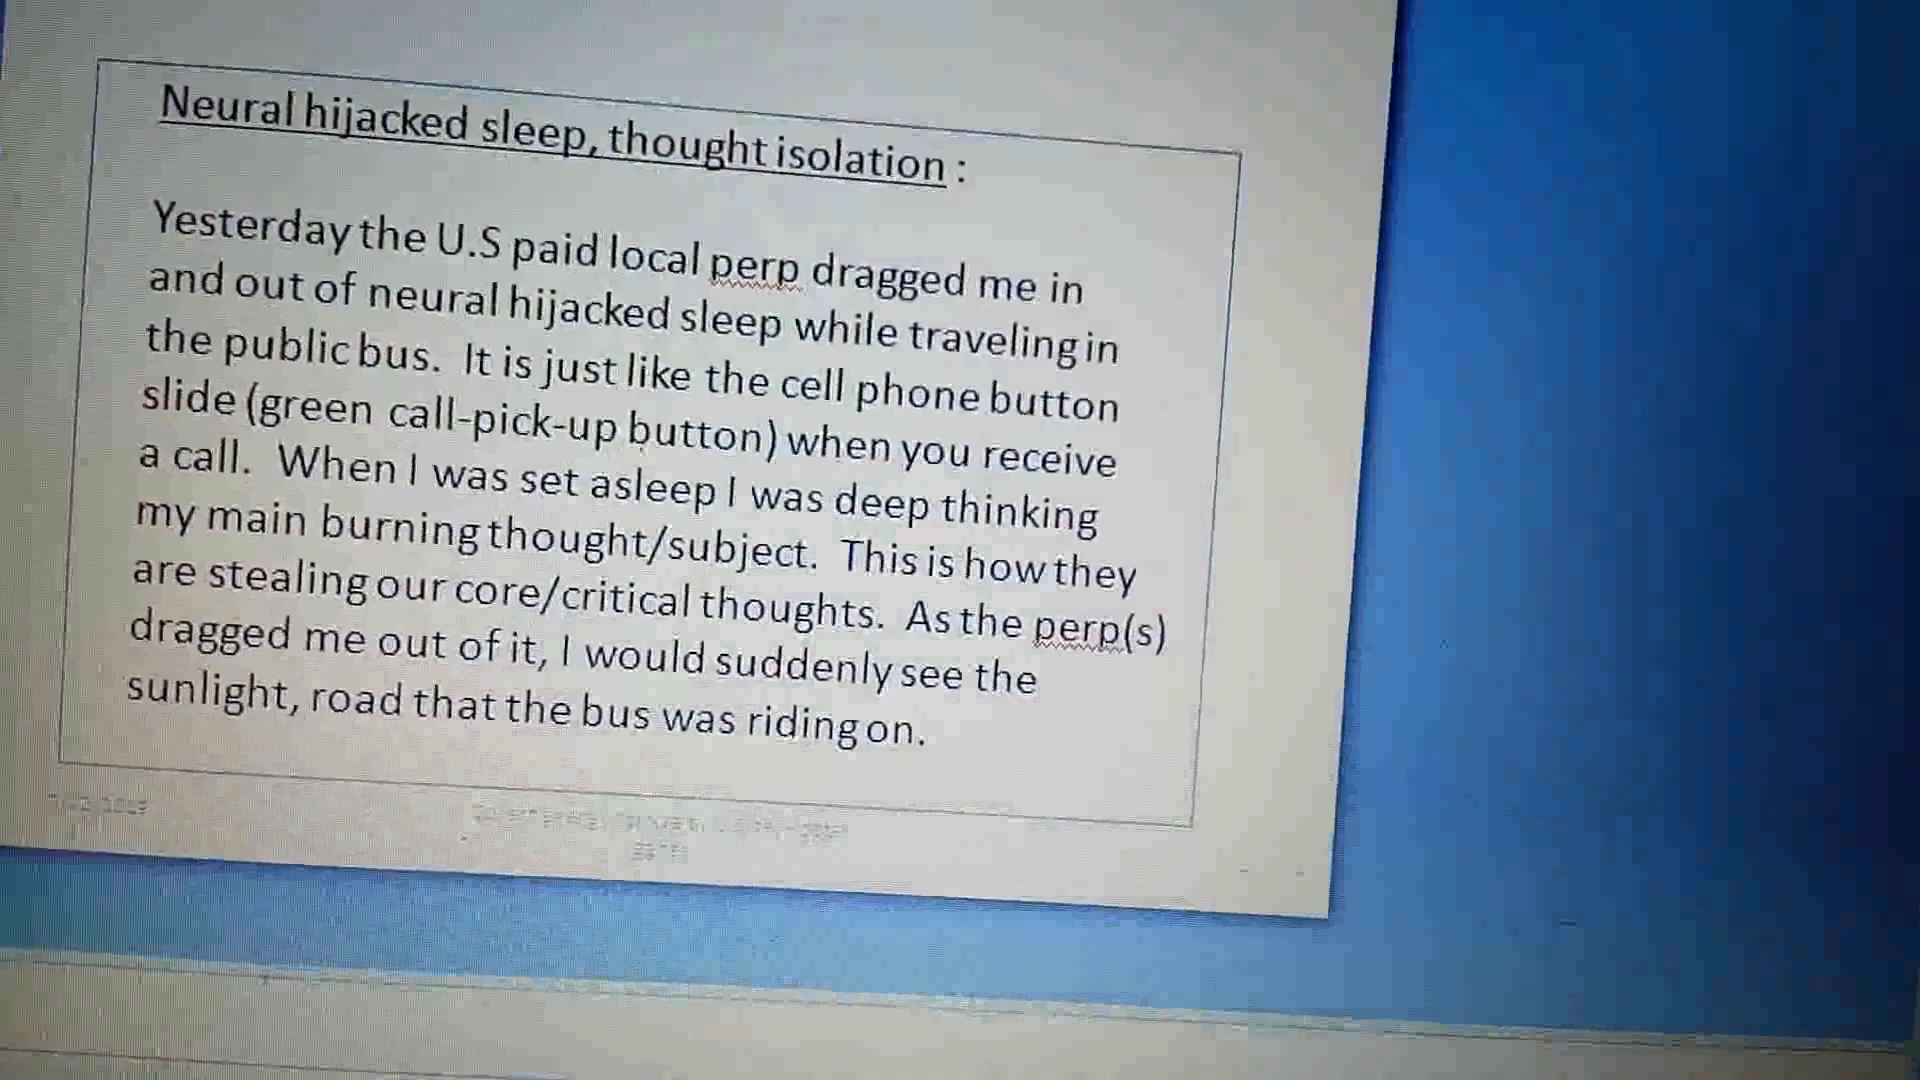 Neural hijacked sleep, thought isolation :
Yesterday the U.S paid local perp dragged me in
and out of neural hijacked sleep while traveling in
the public bus. It is just like the cell phone button
slide (green call-pick-up button) when you receive
a call. When I was set asleep I was deep thinking
my main burning thought/subject. This is how they
are stealing our core/critical thoughts. As the perp(s)
dragged me out of it, I would suddenly see the
sunlight, road that the bus was riding on.